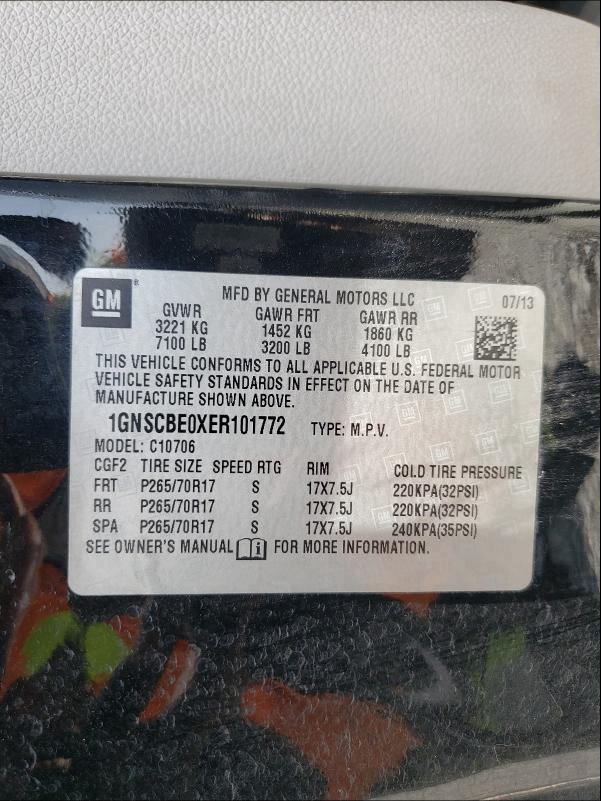 GM
MFD BY GENERAL MOTORS LLC 07/13
GVWR GAWR FRT GAWR RR
3221 KG 1452 KG 1860 KG
7100 LB 3200 LB 4100 LB
THIS VEHICLE CONFORMS TO ALL APPLICABLE U.S. FEDERAL MOTOR
VEHICLE SAFETY STANDARDS IN EFFECT ON THE DATE OF
MANUFACTURE SHOWN ABOVE.
1GNSCBE0XER101772 TYPE: M.P.V.
MODEL: C10706
CGF2 TIRE SIZE SPEED RTG RIM COLD TIRE PRESSURE
FRT P265/70R17 S 17X7.5J 220KPA(32PSI)
RR P265/70R17 S 17X7.5J 220KPA(32PSI)
SPA P265/70R17 S 17X7.5J 240KPA(35PSI)
SEE OWNER'S MANUAL FOR MORE INFORMATION.